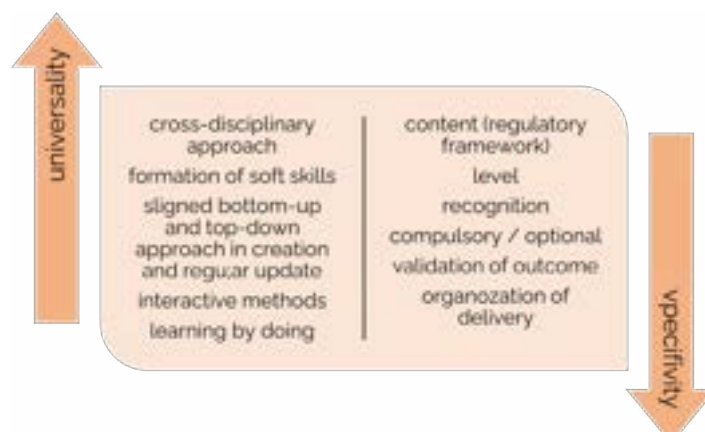 universality
cross-disciplinary
approach
formation of soft skills
sligned bottom-up
and top-down
approach in creation
and regu;ar update
interactive methods
learning by doing
content (regulatory
framework)
level
recognition
compulsory / optional
validation of outcome
organozation of
delivery
vpecifivity